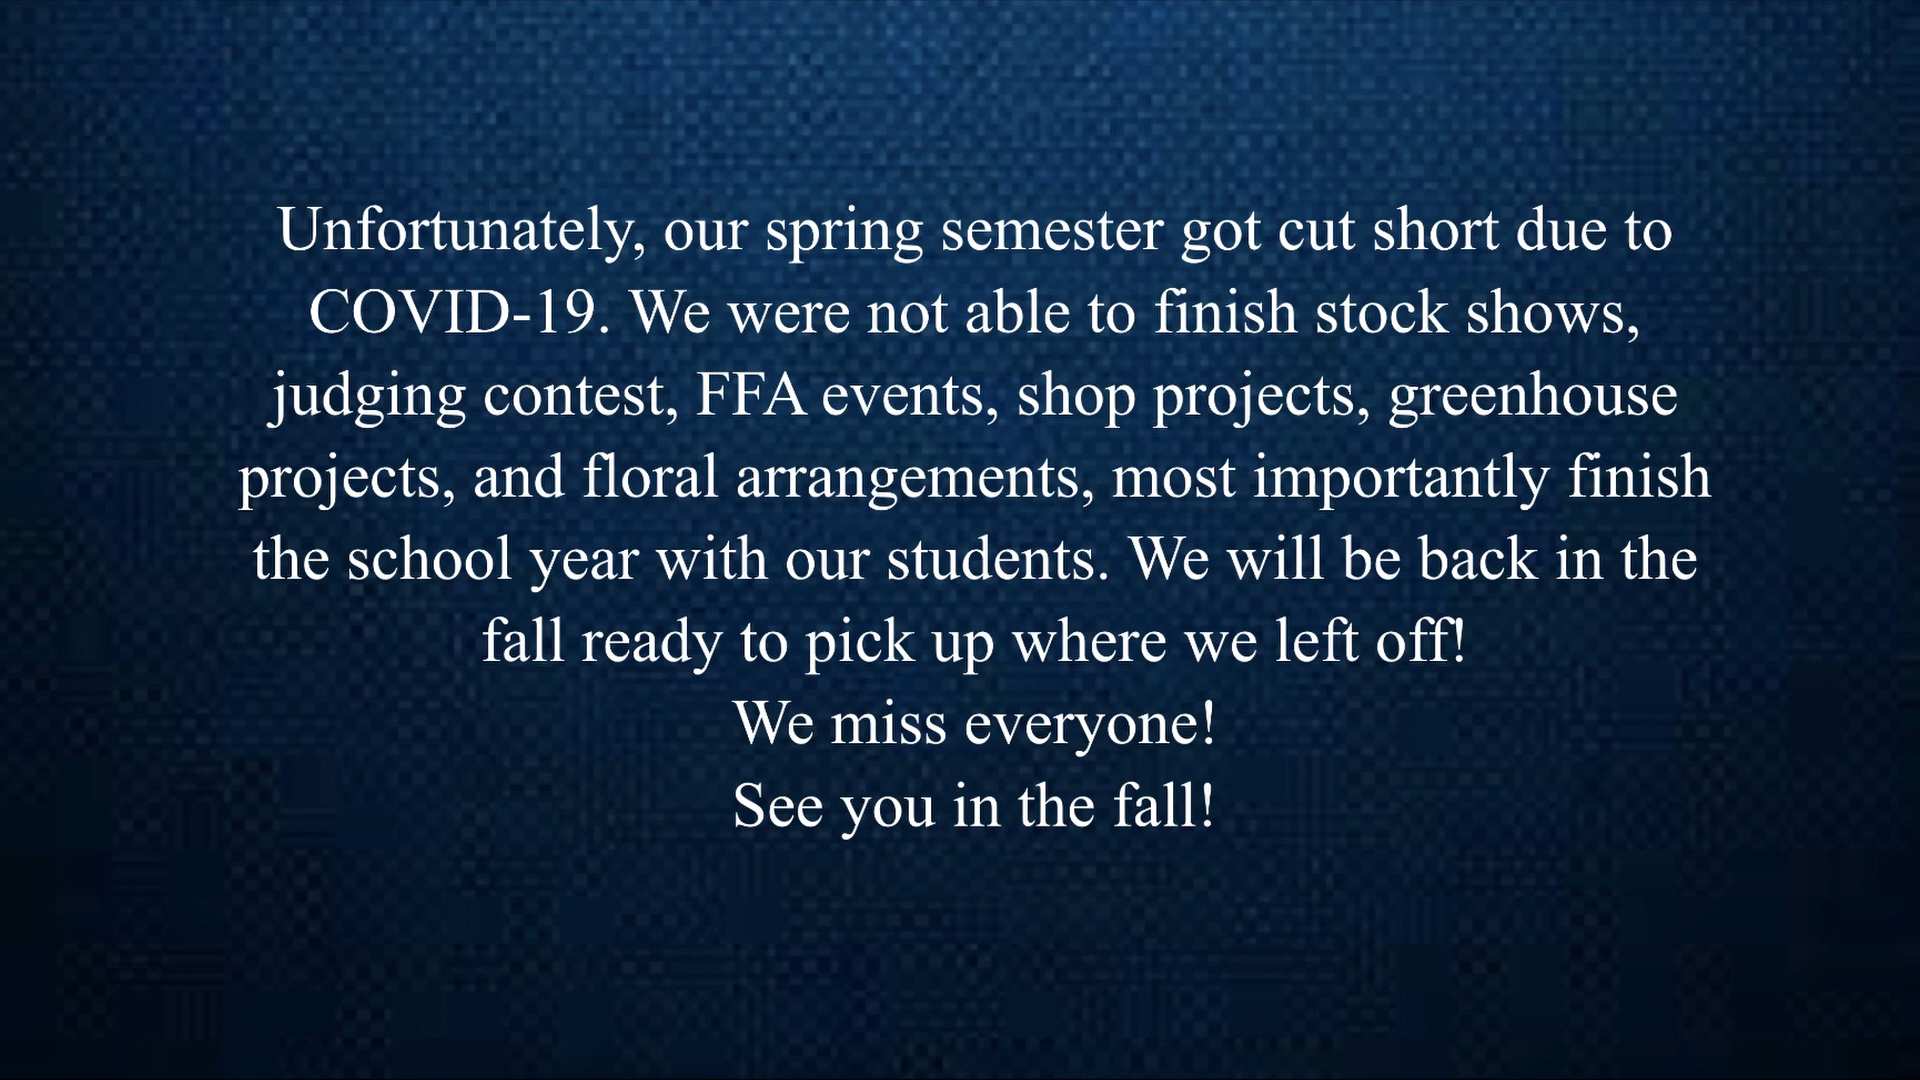 Unfortunately, our spring semester got cut short due to
COVID-19. We were not able to finish stock shows,
judging contest, FFA events, shop projects, greenhouse
projects, and floral arrangements, most importantly finish
the school year with our students. We will be back in the
fall ready to pick up where we left off!
We miss everyone!
See you in the fall!